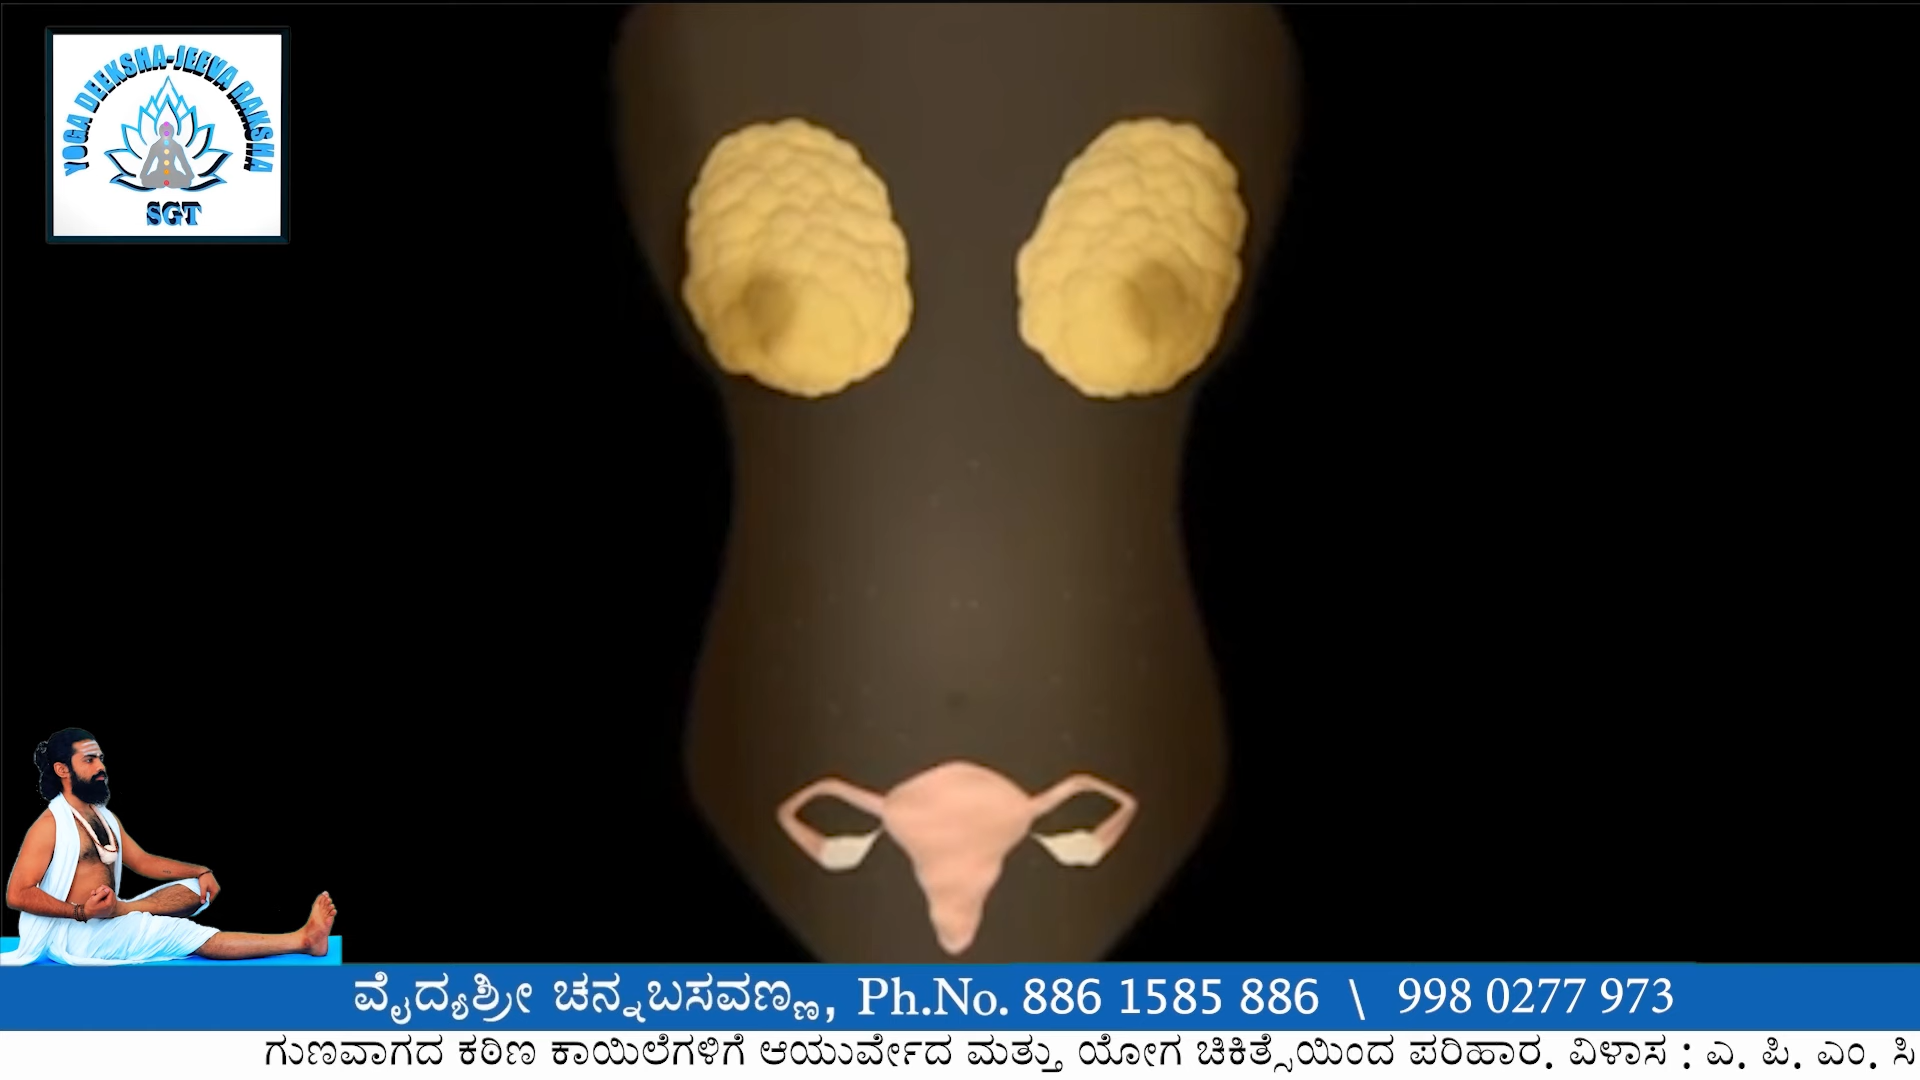 YOGA DEEKSHA-JEEVA RAKSHA
SGT
ವೈದ್ಯಶ್ರೀ ಚನ್ನಬಸವಣ್ಣ, Ph.No. 886 1585 886 \ 998 0277 973
ಗುಣವಾಗದ ಕಠಿಣ ಕಾಯಿಲೆಗಳಿಗೆ ಆಯುರ್ವೇದ ಮತ್ತು ಯೋಗ ಚಿಕಿತ್ಸೆಯಿಂದ ಪರಿಹಾರ. ವಿಳಾಸ : ಎ. ಪಿ. ಎಂ. ಸಿ